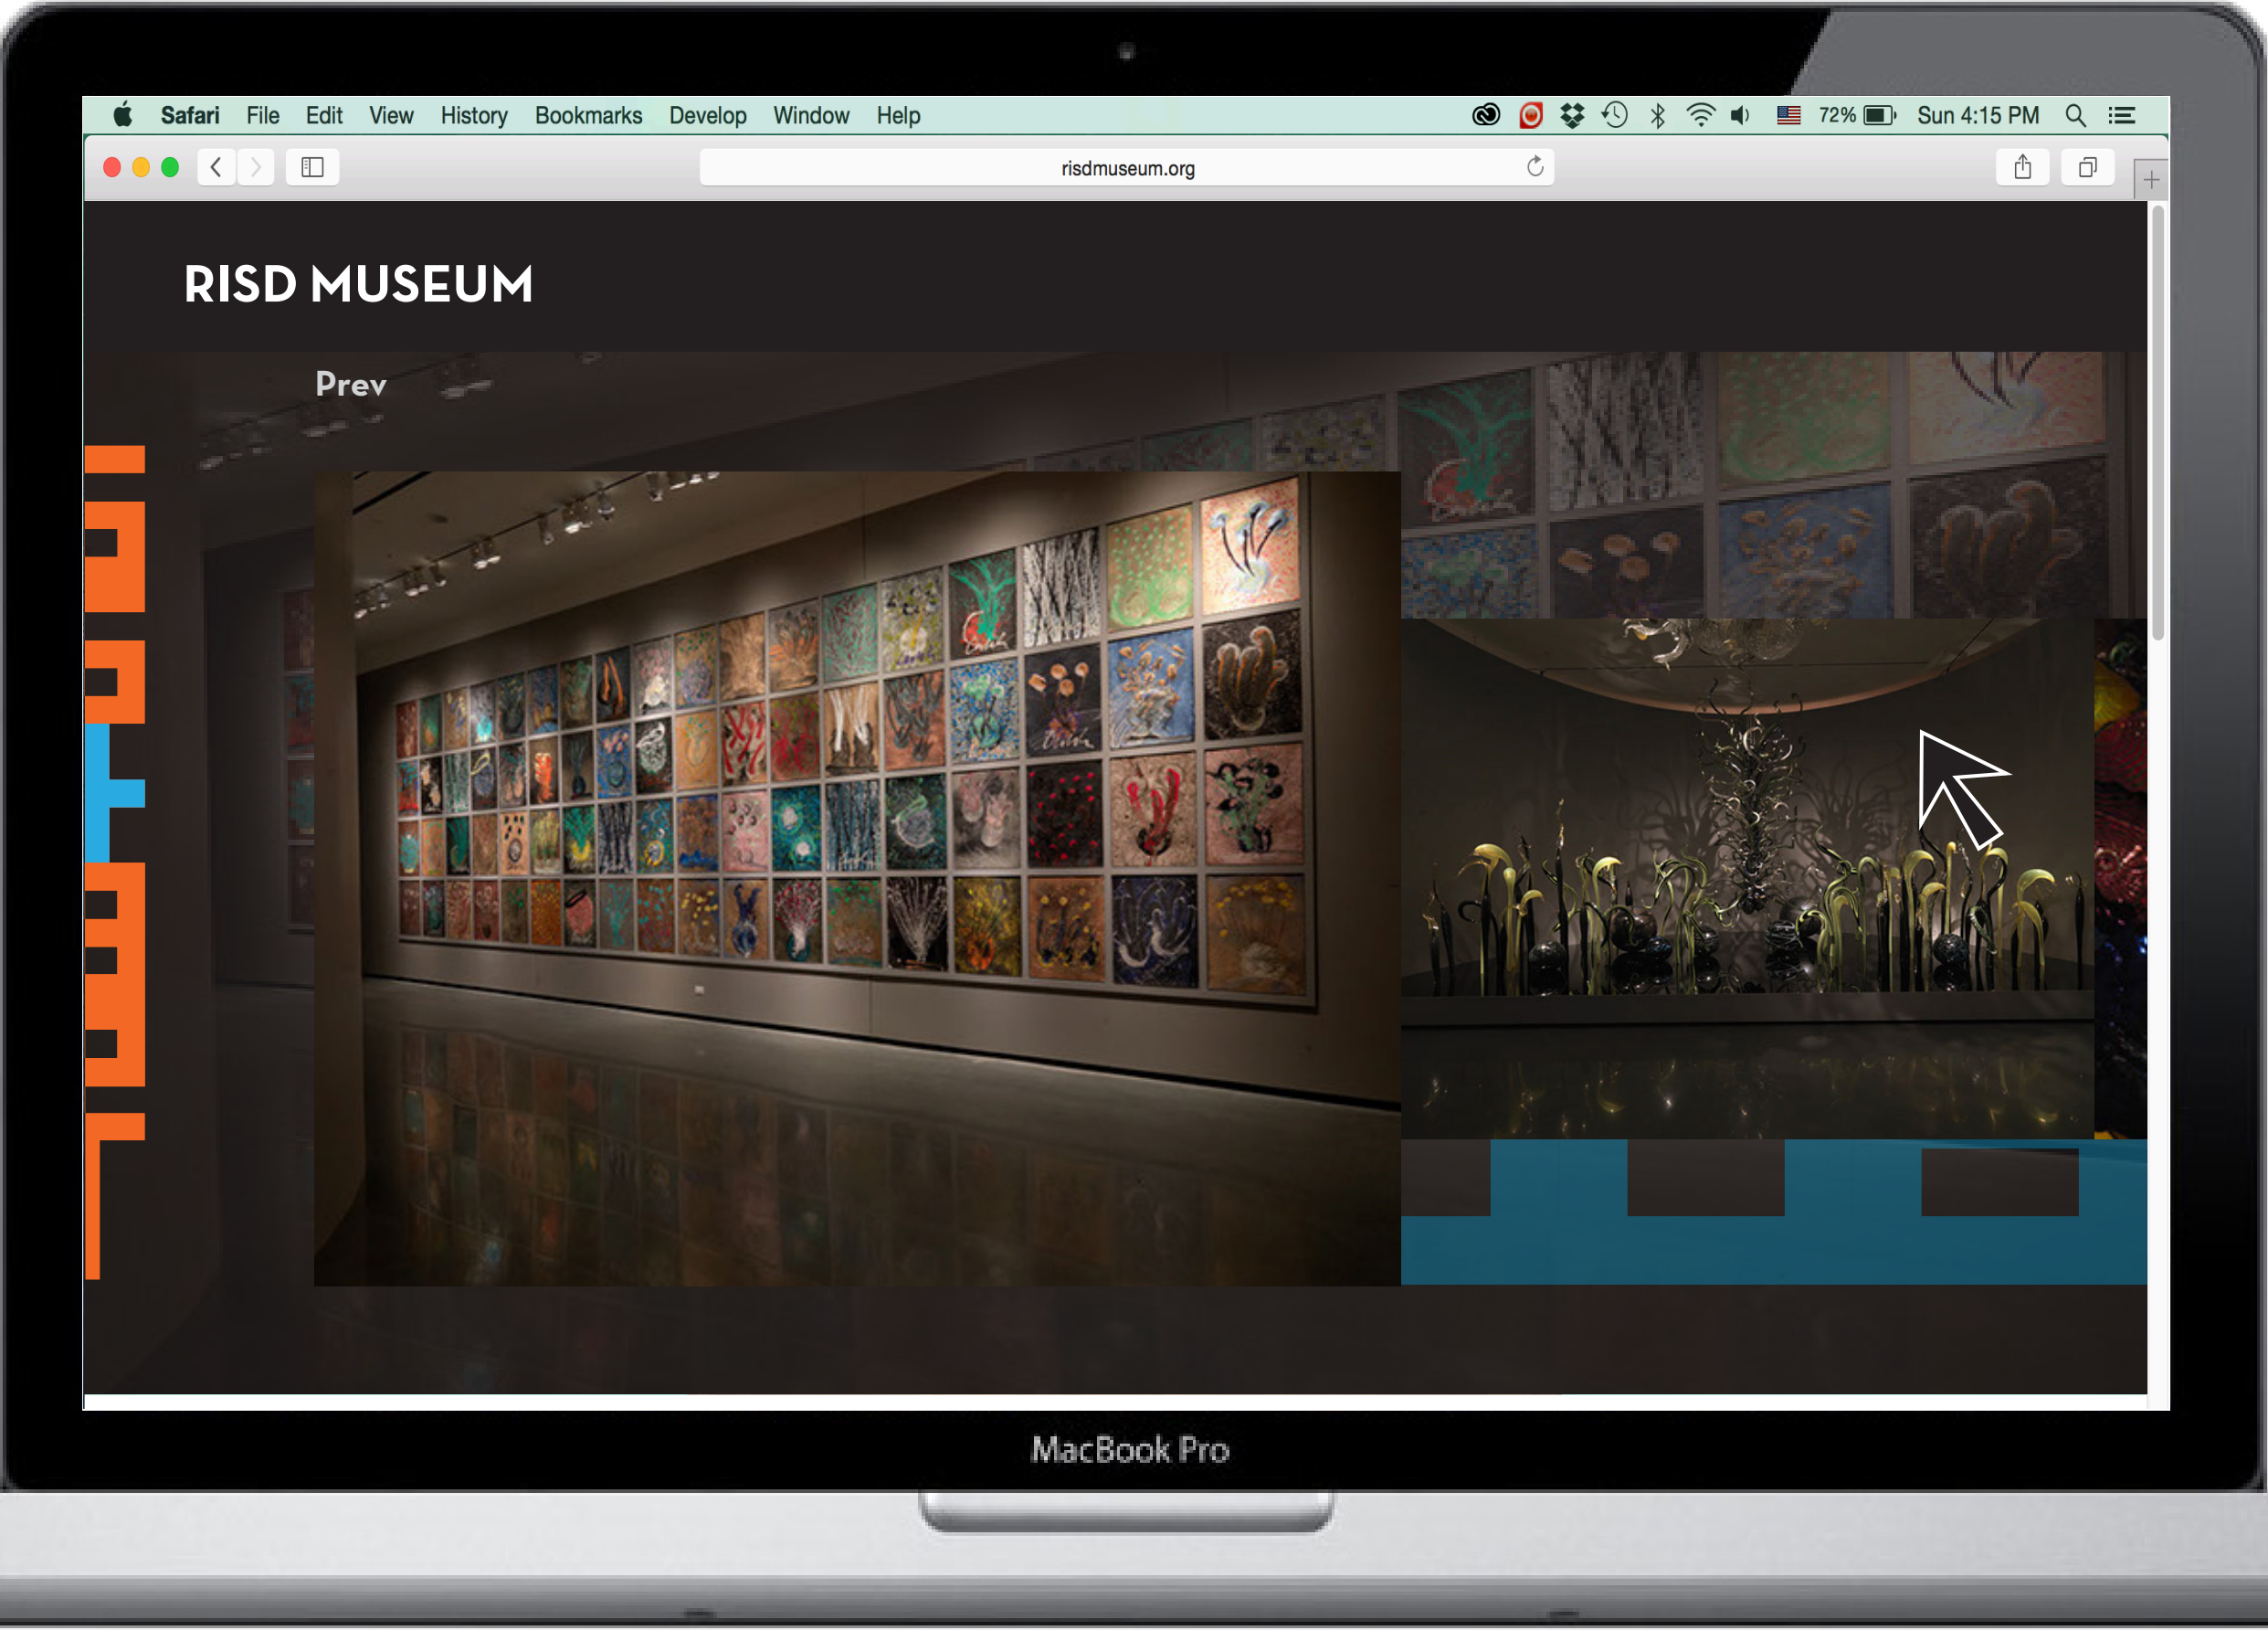 Safari File Edit View History Bookmarks Develop Window Help 72% Sun 4:15 PM
risdmuseum.org
RISD MUSEUM
Prev
MacBook Pro